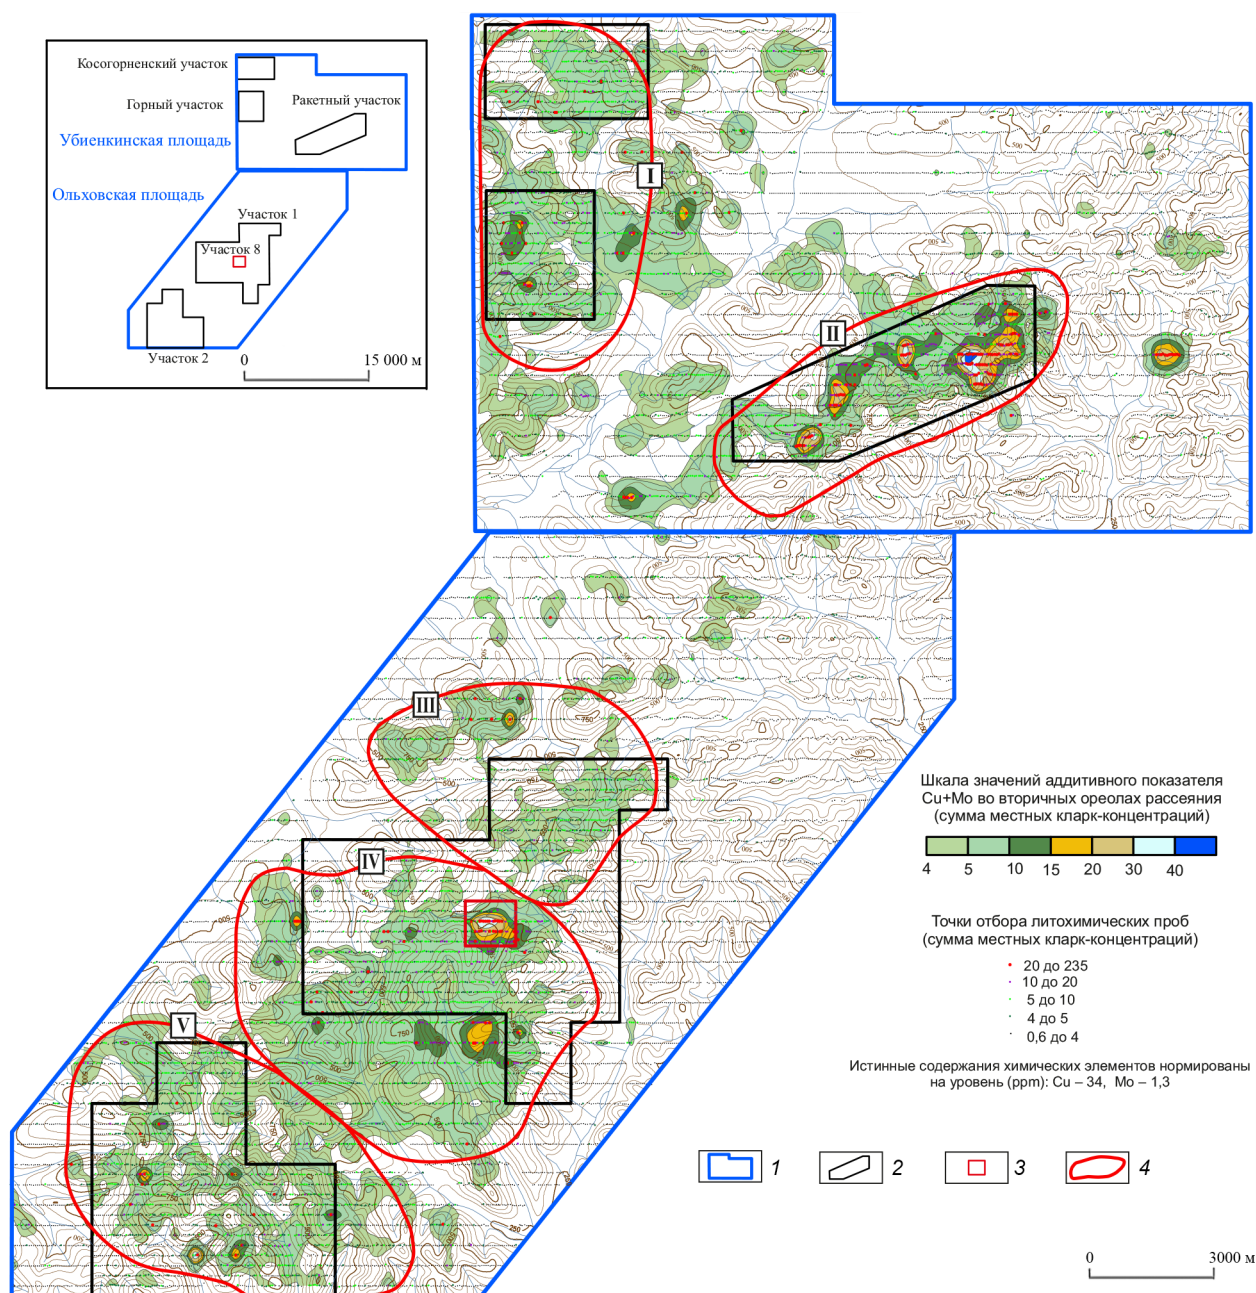 Косогорненский участок
Горный участок
Ракетный участок
Убиенкинская площадь
Ольховская площадь
Участок 1
Участок 8
Участок 2
0 15 000 м
I
II
III
IV
V
Шкала значений аддитивного показателя
Cu+Mo во вторичных ореолах рассеяния
(сумма местных кларк-концентраций)
4 5 10 15 20 30 40
Точки отбора литохимических проб
(сумма местных кларк-концентраций)
20 до 235
10 до 20
5 до 10
4 до 5
0,6 до 4
Истинные содержания химических элементов нормированы
на уровень (ppm): Cu – 34, Mo – 1,3
1 2 3 4
0 3000 м